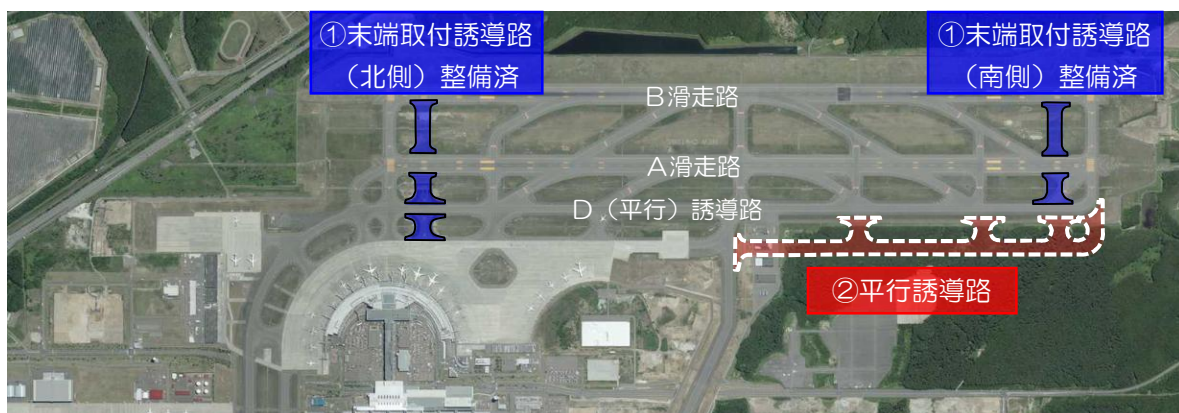 ①末端取付誘導路
（北側）整備済
①末端取付誘導路
（南側）整備済
B滑走路
A滑走路
D（平行）誘導路
②平行誘導路